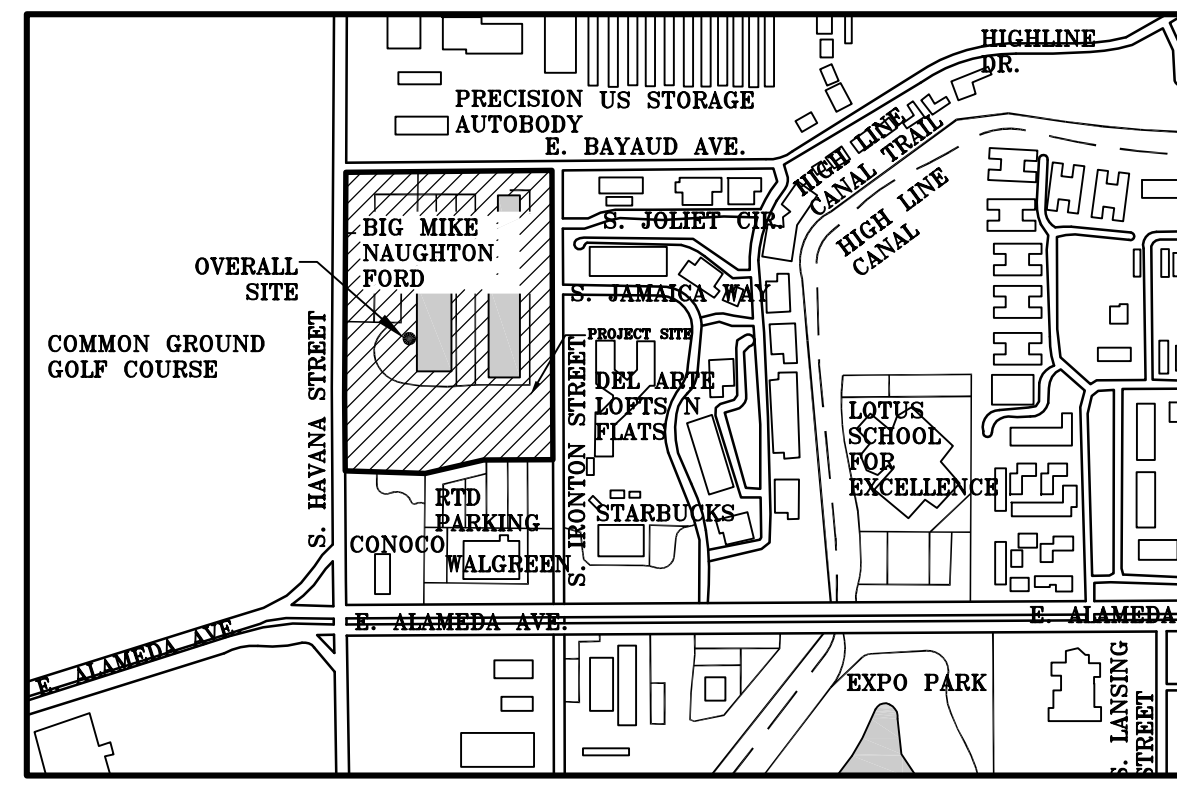 HIGHLINE
DR.
PRECISION
AUTOBODY
US STORAGE
E. BAYAUD AVE.
HIGH LINE
CANAL TRAIL
HIGH LINE
CANAL
BIG MIKE
NAUGHTON
FORD
S. JOLIET CIR.
OVERALL
SITE
S. JAMAICA WAY
COMMON GROUND
GOLF COURSE
S. HAVANA STREET
PROJECT SITE
S. IRONTON STREET
DEL ARTE
LOFTS N
FLATS
LOTUS
SCHOOL
FOR
EXCELLENCE
RTD
PARKING
STARBUCKS
CONOCO
WALGREEN
E. ALAMEDA AVE.
E. ALAMEDA
E. ALAMEDA AVE.
EXPO PARK
S. LANSING
STREET